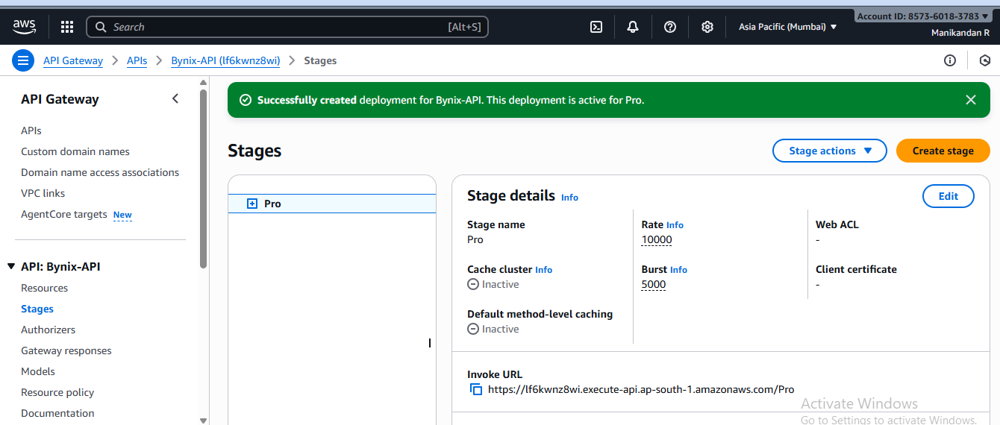 aws
Search
[Alt+S]
Asia Pacific (Mumbai)
Account ID: 8573-6018-3783
Manikandan R
API Gateway
APIs
Bynix-API (lf6kwnz8wi)
Stages
API Gateway
APIs
Custom domain names
Domain name access associations
VPC links
AgentCore targets New
API: Bynix-API
Resources
Stages
Authorizers
Gateway responses
Models
Resource policy
Documentation
Successfully created deployment for Bynix-API. This deployment is active for Pro.
Stages
Stage actions
Create stage
Pro
Stage details Info
Edit
Stage name
Pro
Cache cluster Info
Inactive
Default method-level caching
Inactive
Rate Info
10000
Burst Info
5000
Web ACL
-
Client certificate
-
Invoke URL
https://lf6kwnz8wi.execute-api.ap-south-1.amazonaws.com/Pro
Activate Windows
Go to Settings to activate Windows.